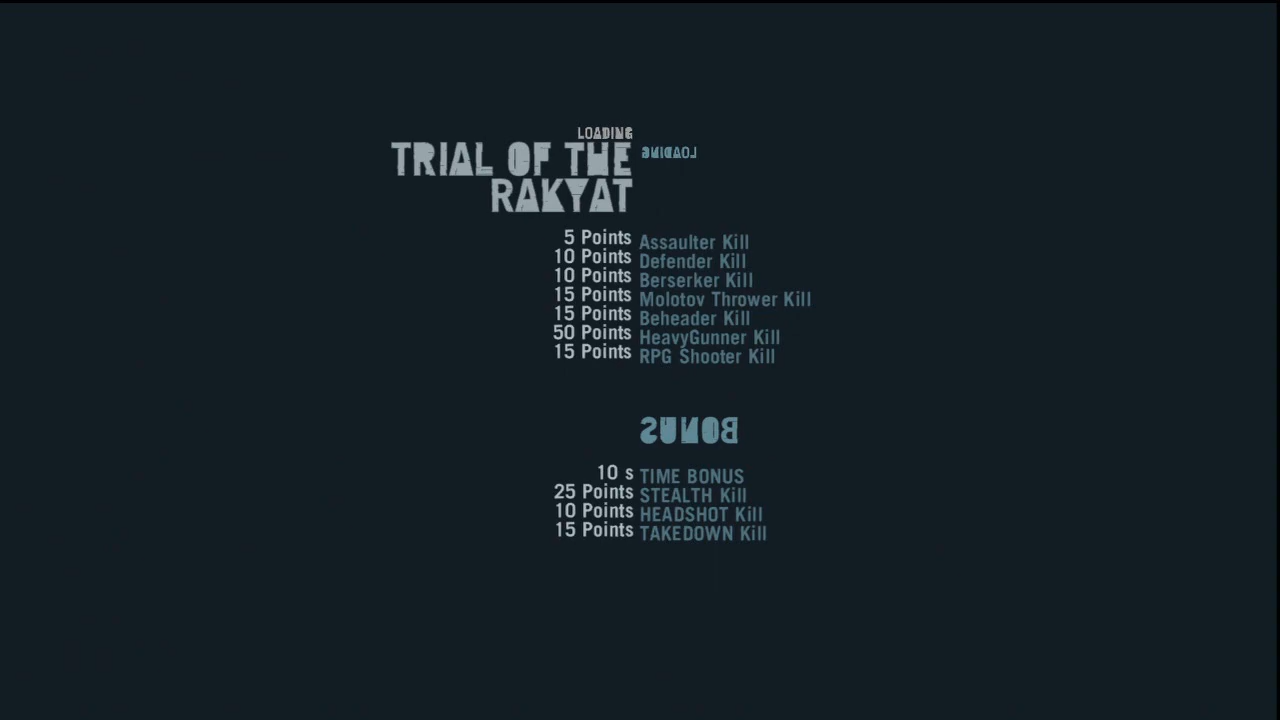 LOADING
TRIAL OF THE LOADING
RAKYAT
5 Points Assaulter Kill
10 Points Defender Kill
10 Points Berserker Kill
15 Points Molotov Thrower Kill
15 Points Beheader Kill
50 Points HeavyGunner Kill
15 Points RPG Shooter Kill
BONUS
10 s TIME BONUS
25 Points STEALTH Kill
10 Points HEADSHOT Kill
15 Points TAKEDOWN Kill